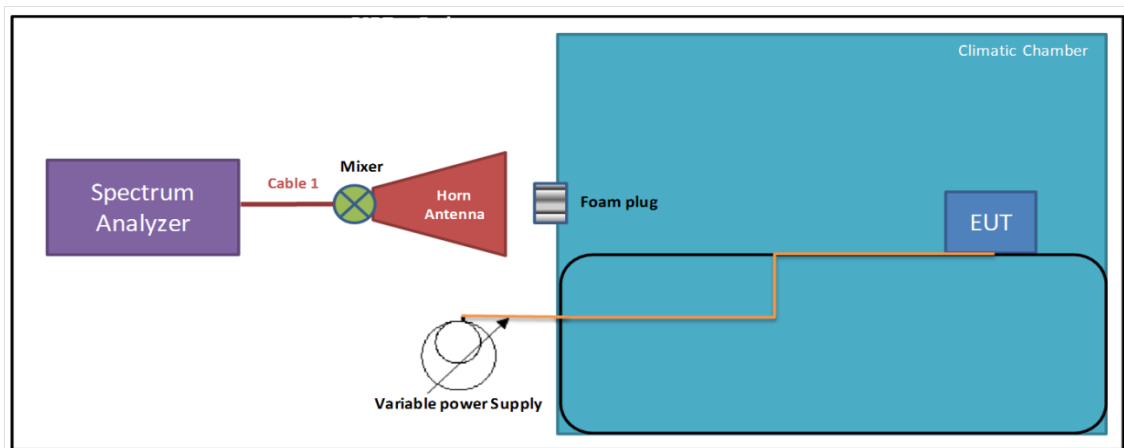 Climatic Chamber
Mixer
Spectrum
Analyzer
Cable 1
Horn
Antenna
Foam plug
EUT
Variable power Supply